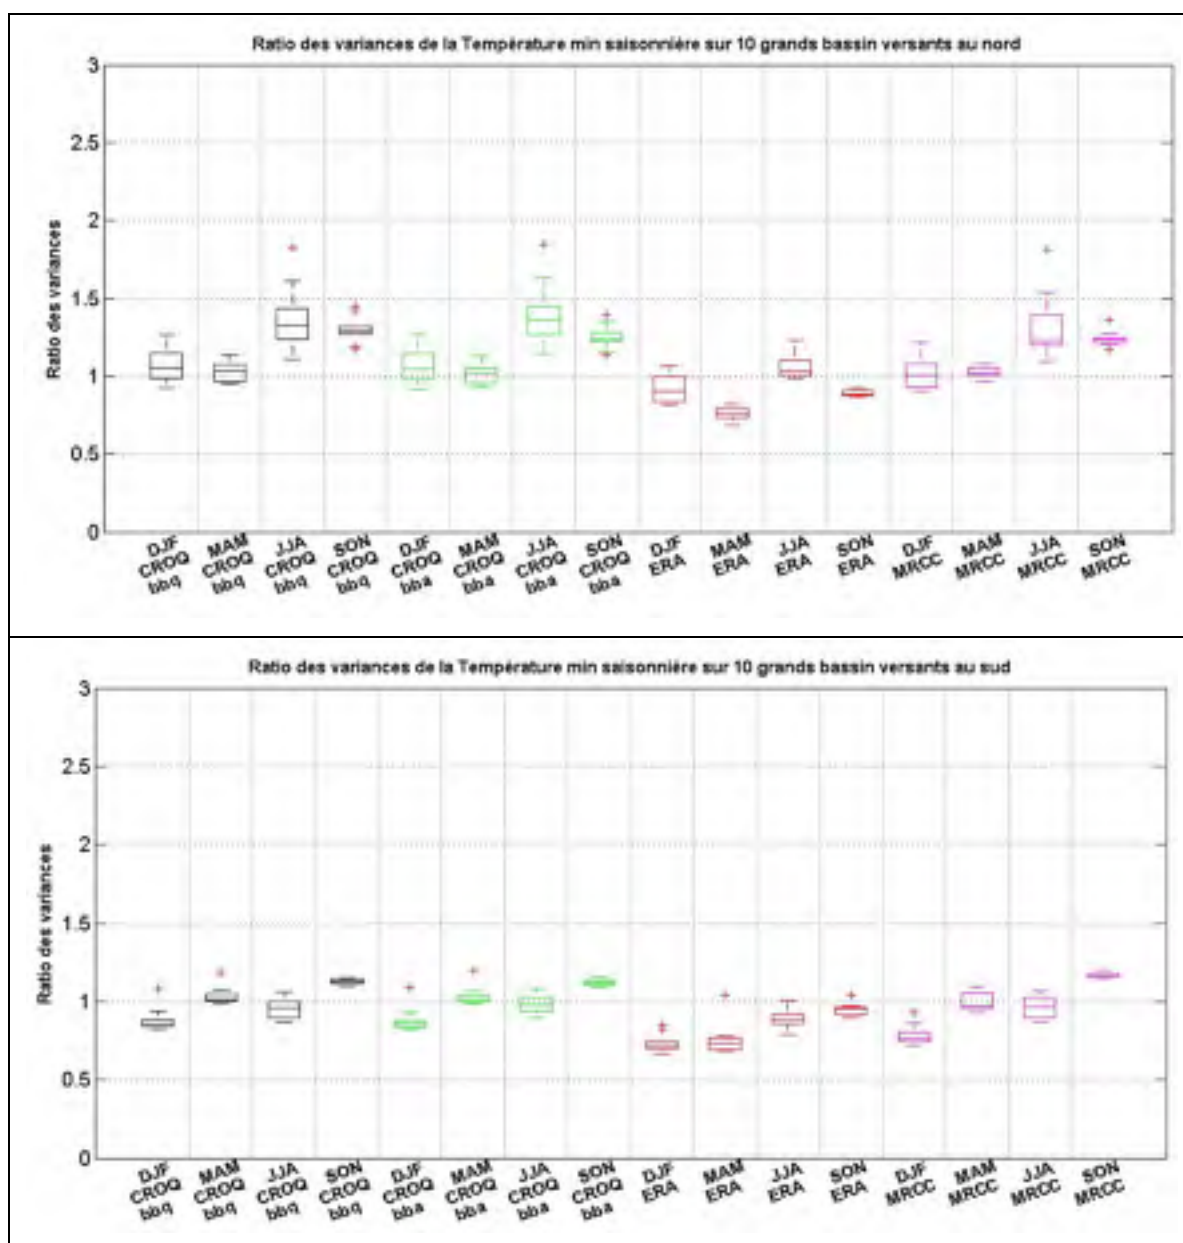 Ratio des variances de la Température min saisonnière sur 10 grands bassin versants au nord
Ratio des variances
3
2.5
2
1.5
1
0.5
0
DJF CROQ bbq
MAM CROQ bbq
JJA CROQ bbq
SON CROQ bbq
DJF CROQ bba
MAM CROQ bba
JJA CROQ bba
SON CROQ bba
DJF ERA
MAM ERA
JJA ERA
SON ERA
DJF MRCC
MAM MRCC
JJA MRCC
SON MRCC
Ratio des variances de la Température min saisonnière sur 10 grands bassin versants au sud
Ratio des variances
3
2.5
2
1.5
1
0.5
0
DJF CROQ bbq
MAM CROQ bbq
JJA CROQ bbq
SON CROQ bbq
DJF CROQ bba
MAM CROQ bba
JJA CROQ bba
SON CROQ bba
DJF ERA
MAM ERA
JJA ERA
SON ERA
DJF MRCC
MAM MRCC
JJA MRCC
SON MRCC